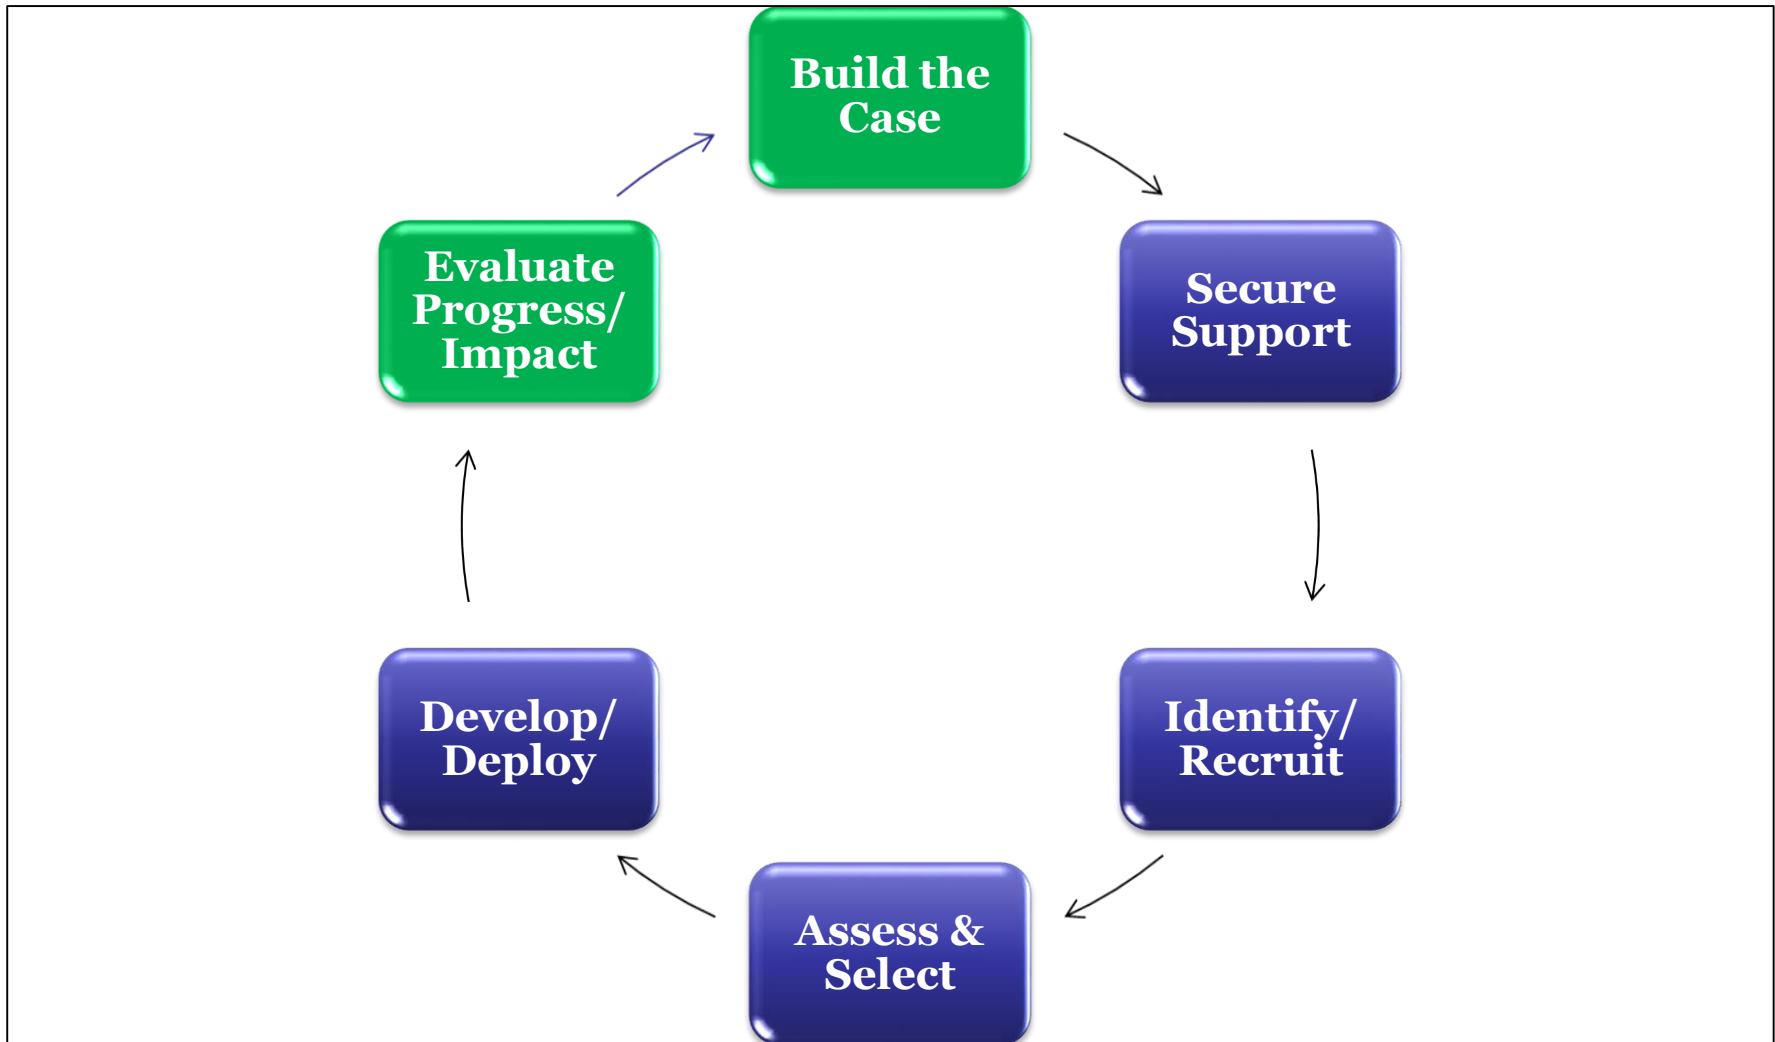 Build the
Case
Secure
Support
Identify/
Recruit
Assess &
Select
Develop/
Deploy
Evaluate
Progress/
Impact